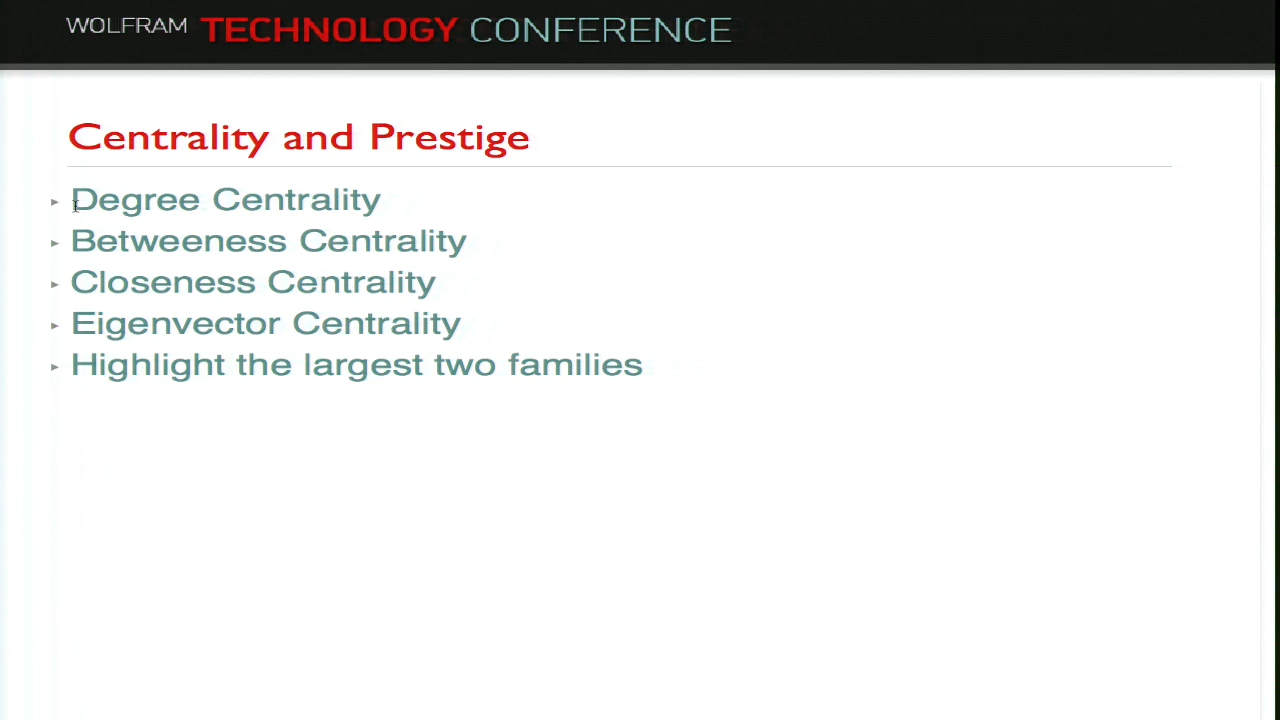 WOLFRAM TECHNOLOGY CONFERENCE
Centrality and Prestige
Degree Centrality
Betweeness Centrality
Closeness Centrality
Eigenvector Centrality
Highlight the largest two families